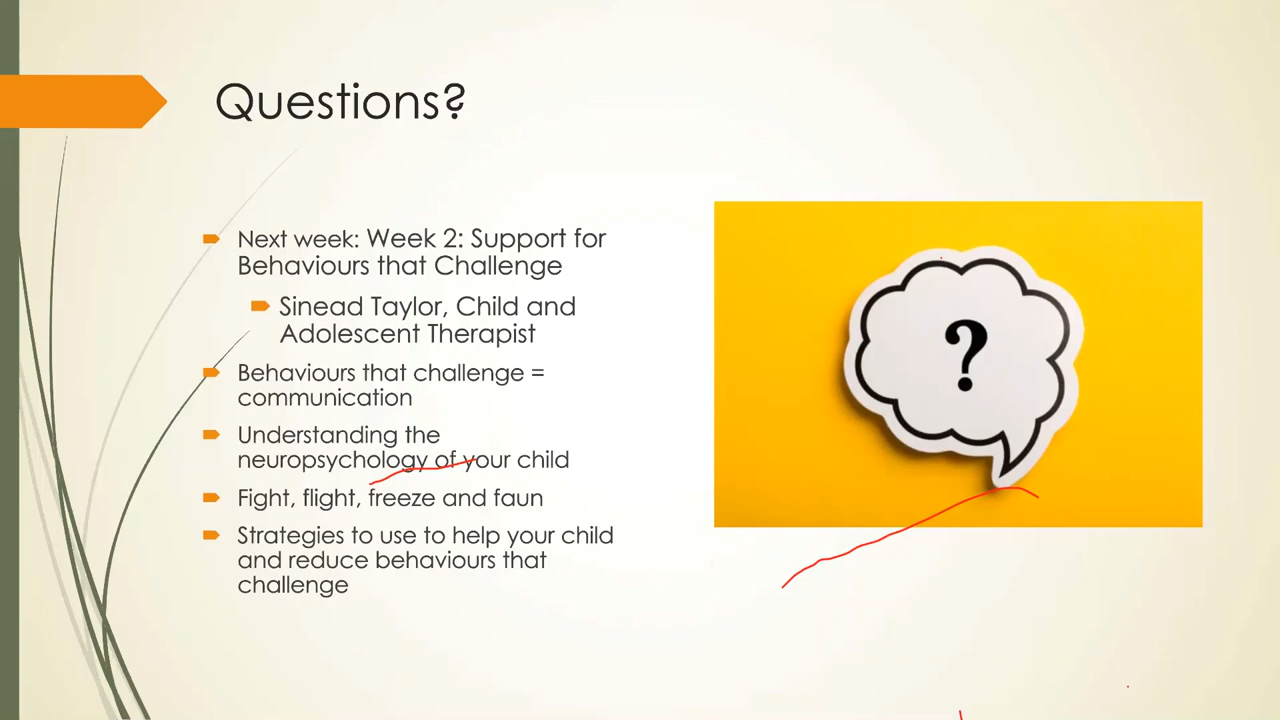 Questions?
Next week: Week 2: Support for
Behaviours that Challenge
Sinead Taylor, Child and
Adolescent Therapist
Behaviours that challenge =
communication
Understanding the
neuropsychology of your child
Fight, flight, freeze and faun
Strategies to use to help your child
and reduce behaviours that
challenge
?